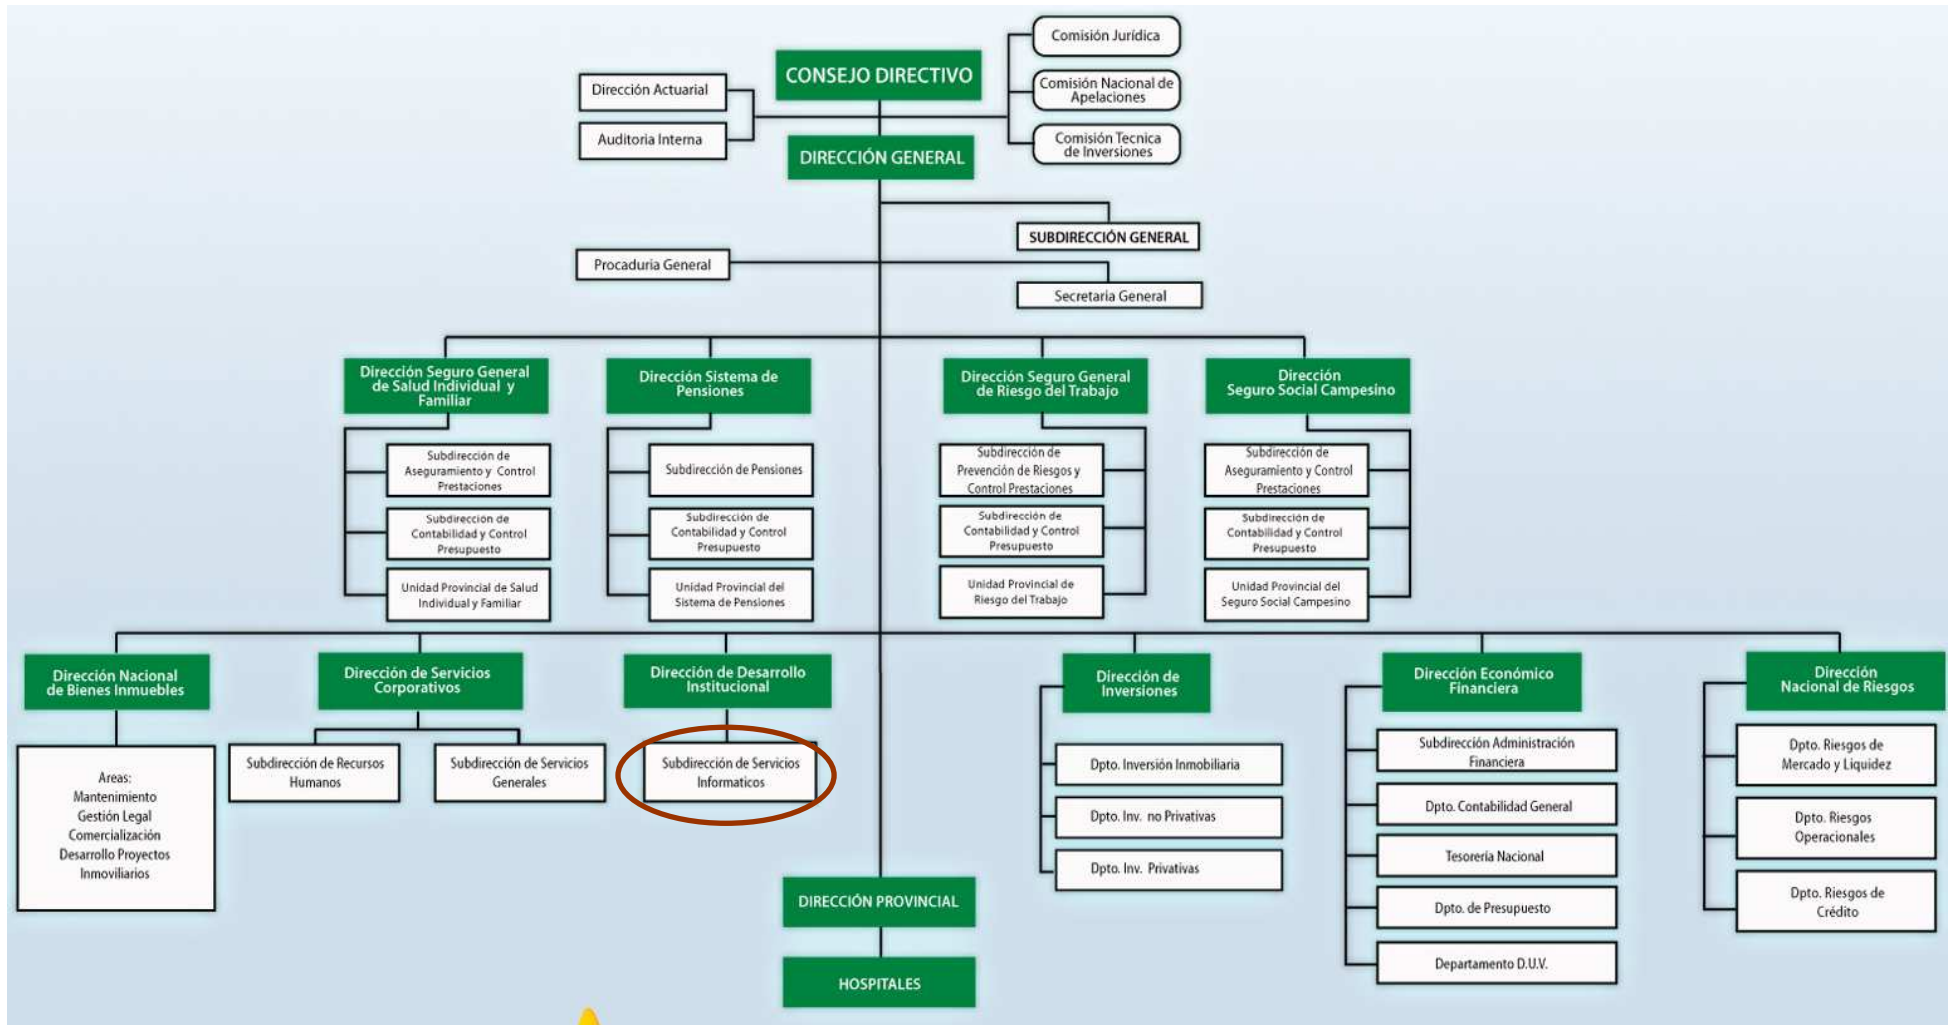 CONSEJO DIRECTIVO
Dirección Actuarial
Auditoria Interna
Comisión Jurídica
Comisión Nacional de
Apelaciones
Comisión Tecnica
de Inversiones
DIRECCIÓN GENERAL
SUBDIRECCIÓN GENERAL
Procaduria General
Secretaria General
Dirección Seguro General
de Salud Individual y
Familiar
Subdirección de
Aseguramiento y Control
Prestaciones
Subdirección de
Contabilidad y Control
Presupuesto
Unidad Provincial de Salud
Individual y Familiar
Dirección Sistema de
Pensiones
Subdirección de Pensiones
Subdirección de
Contabilidad y Control
Presupuesto
Unidad Provincial del
Sistema de Pensiones
Dirección Seguro General
de Riesgo del Trabajo
Subdirección de
Prevención de Riesgos y
Control Prestaciones
Subdirección de
Contabilidad y Control
Presupuesto
Unidad Provincial de
Riesgo del Trabajo
Dirección
Seguro Social Campesino
Subdirección de
Aseguramiento y Control
Prestaciones
Subdirección de
Contabilidad y Control
Presupuesto
Unidad Provincial del
Seguro Social Campesino
Dirección Nacional
de Bienes Inmuebles
Areas:
Mantenimiento
Gestión Legal
Comercialización
Desarrollo Proyectos
Inmoviliarios
Dirección de Servicios
Corporativos
Subdirección de Recursos
Humanos
Subdirección de Servicios
Generales
Dirección de Desarrollo
Institucional
Subdirección de Servicios
Informaticos
Dirección de
Inversiones
Dpto. Inversión Inmobiliaria
Dpto. Inv. no Privativas
Dpto. Inv. Privativas
Dirección Económico
Financiera
Subdirección Administración
Financiera
Dpto. Contabilidad General
Tesorería Nacional
Dpto. de Presupuesto
Departamento D.U.V.
Dirección
Nacional de Riesgos
Dpto. Riesgos de
Mercado y Liquidez
Dpto. Riesgos
Operacionales
Dpto. Riesgos de
Crédito
DIRECCIÓN PROVINCIAL
HOSPITALES